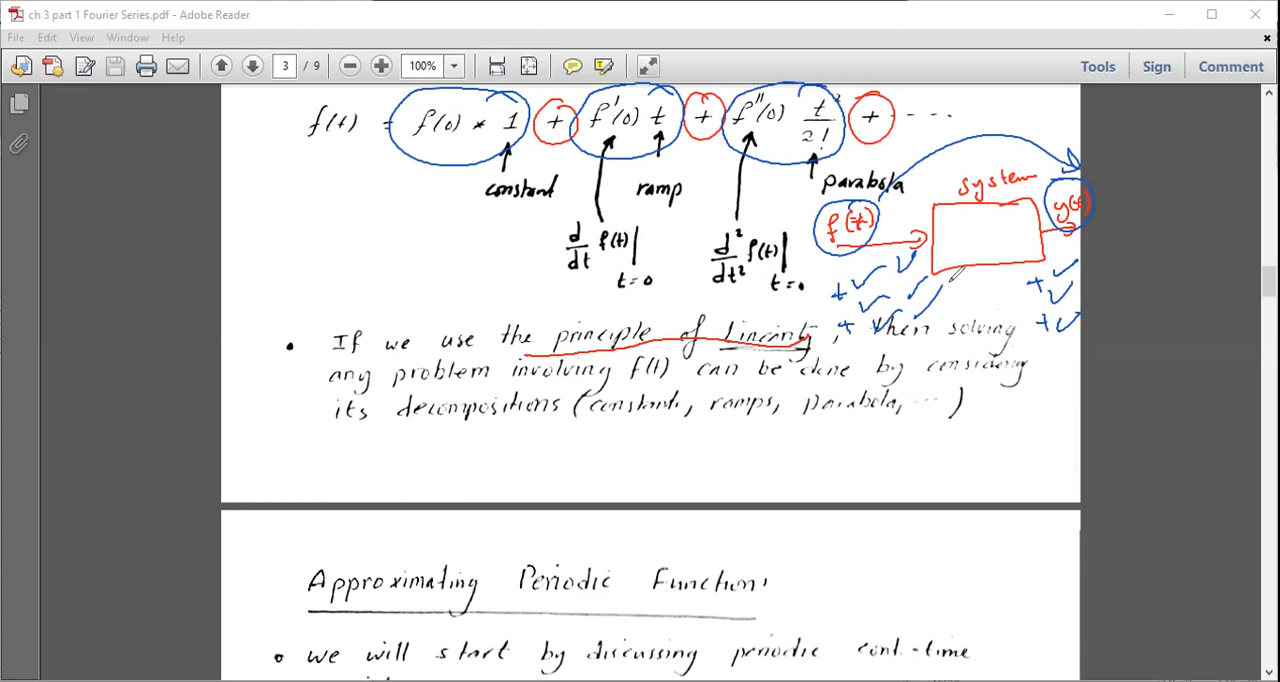 ch 3 part 1 Fourier Series.pdf - Adobe Reader
File Edit View Window Help
3 / 9 100% Tools Sign Comment
f(t) = f(0) * 1 + f'(0) t + f''(0) t²/2! + ....
constant ramp parabola
system
f(t) y(t)
d/dt f(t)| t=0 d²/dt² f(t)| t=0
+ ✓ ✓ + ✓
+ ✓ ✓ + ✓
• If we use the principle of Linearity, then solving
any problem involving f(t) can be done by considering
its decompositions (constants, ramps, parabola, ...)
Approximating Periodic Functions
• we will start by discussing periodic cont.-time